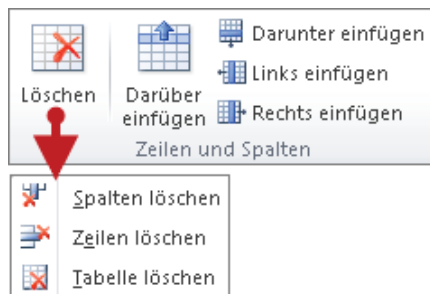 Löschen
Darüber
einfügen
Darunter einfügen
Links einfügen
Rechts einfügen
Zeilen und Spalten
Spalten löschen
Zeilen löschen
Tabelle löschen